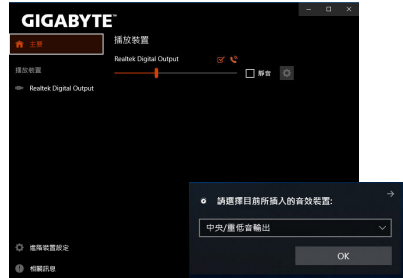 GIGABYTE™
主要
播放裝置
Realtek Digital Output
靜音
播放裝置
Realtek Digital Output
請選擇目前所插入的音效裝置:
中央/重低音輸出
OK
進階裝置設定
相關訊息